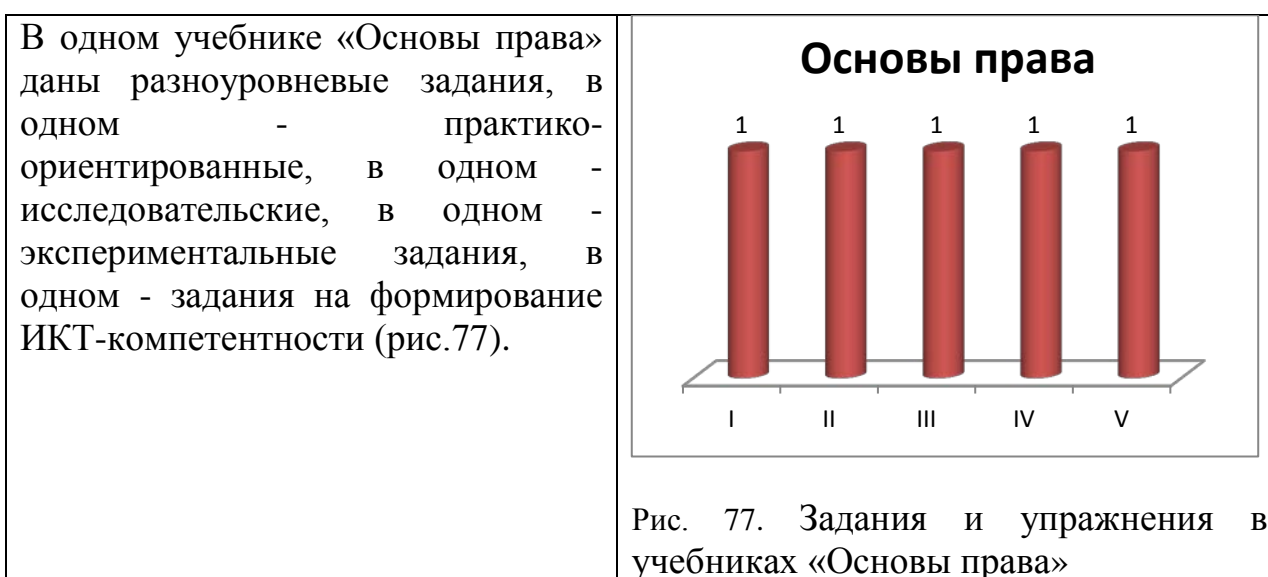 В одном учебнике «Основы права»
даны разноуровневые задания, в
одном - практико-
ориентированные, в одном -
исследовательские, в одном -
экспериментальные задания, в
одном - задания на формирование
ИКТ-компетентности (рис.77).
Основы права
1 1 1 1 1
I II III IV V
Рис. 77. Задания и упражнения в
учебниках «Основы права»